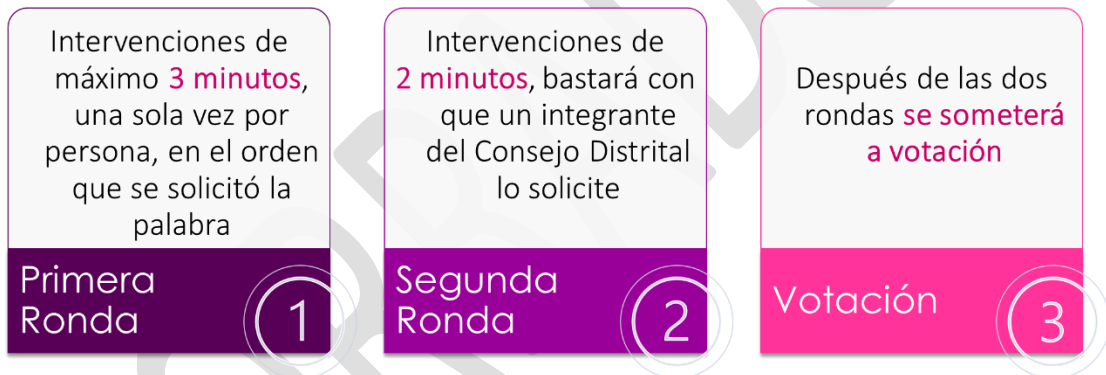 Intervenciones de
máximo 3 minutos,
una sola vez por
persona, en el orden
que se solicitó la
palabra
Primera
Ronda
1
Intervenciones de
2 minutos, bastará con
que un integrante
del Consejo Distrital
lo solicite
Segunda
Ronda
2
Después de las dos
rondas se someterá
a votación
Votación
3